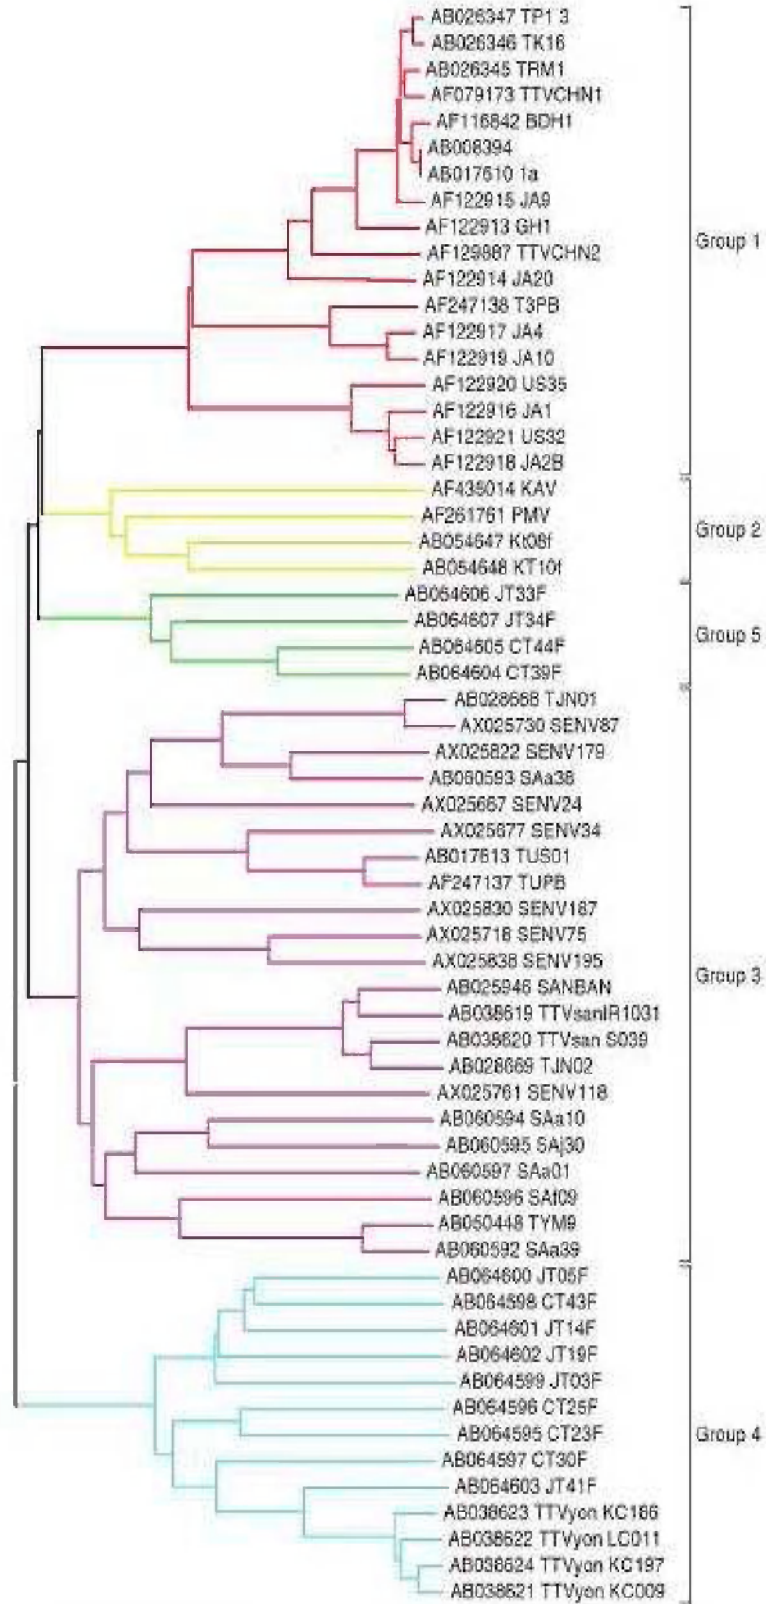 AB026347 TP1 3
AB026346 TK16
AB026345 TRM1
AF079173 TTVCHN1
AF116842 BDH1
AB008394
AB017610 1a
AF122915 JA9
AF122913 GH1
AF129887 TTVCHN2
AF122914 JA20
AF247138 T3PB
AF122917 JA4
AF122919 JA10
AF122920 US35
AF122916 JA1
AF122921 US32
AF122918 JA2B
Group 1
AF435014 KAV
AF261761 PMV
AB054647 Kt08f
AB054648 KT10f
Group 2
AB064606 JT33F
AB064607 JT34F
AB064605 CT44F
AB064604 CT39F
Group 5
AB028668 TJN01
AX025730 SENV87
AX025822 SENV179
AB060593 SAa38
AX025667 SENV24
AX025677 SENV34
AB017613 TUS01
AF247137 TUPB
AX025830 SENV187
AX025718 SENV75
AX025838 SENV195
AB025946 SANBAN
AB038619 TTVsanIR1031
AB038620 TTVsan S039
AB028669 TJN02
AX025761 SENV118
AB060594 SAa10
AB060595 SAj30
AB060597 SAa01
AB060596 SAf09
AB050448 TYM9
AB060592 SAa39
Group 3
AB064600 JT05F
AB064598 CT43F
AB064601 JT14F
AB064602 JT19F
AB064599 JT03F
AB064596 CT25F
AB064595 CT23F
AB064597 CT30F
AB064603 JT41F
AB038623 TTVyon KC186
AB038622 TTVyon LC011
AB038624 TTVyon KC197
AB038621 TTVyon KC009
Group 4